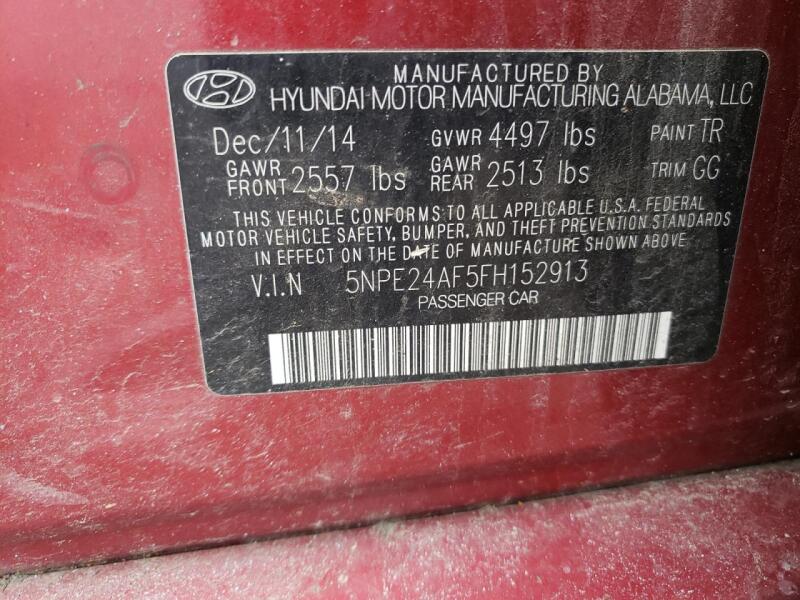 MANUFACTURED BY
HYUNDAI MOTOR MANUFACTURING ALABAMA, LLC
Dec/11/14 GVWR 4497 lbs PAINT TR
GAWR FRONT 2557 lbs GAWR REAR 2513 lbs TRIM GG
THIS VEHICLE CONFORMS TO ALL APPLICABLE U.S.A. FEDERAL
MOTOR VEHICLE SAFETY, BUMPER, AND THEFT PREVENTION STANDARDS
IN EFFECT ON THE DATE OF MANUFACTURE SHOWN ABOVE
V.I.N 5NPE24AF5FH152913
PASSENGER CAR